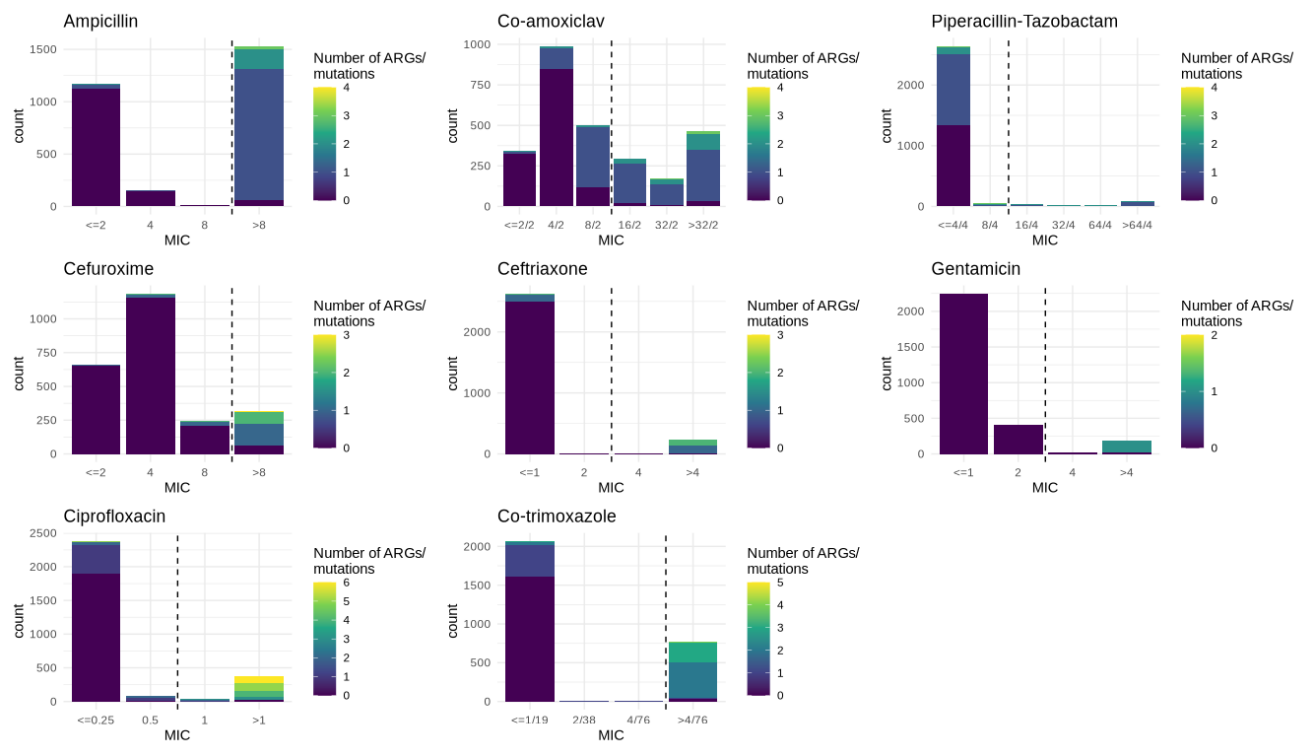 Ampicillin
1500
1000
500
0
count
<=2 4 8 >8
MIC
Number of ARGs/
mutations
4
3
2
1
0
Co-amoxiclav
1000
750
500
250
0
count
<=2/2 4/2 8/2 16/2 32/2 >32/2
MIC
Number of ARGs/
mutations
4
3
2
1
0
Piperacillin-Tazobactam
2000
1000
0
count
<=4/4 8/4 16/4 32/4 64/4 >64/4
MIC
Number of ARGs/
mutations
4
3
2
1
0
Cefuroxime
1000
750
500
250
0
count
<=2 4 8 >8
MIC
Number of ARGs/
mutations
3
2
1
0
Ceftriaxone
2000
1000
0
count
<=1 2 4 >4
MIC
Number of ARGs/
mutations
3
2
1
0
Gentamicin
2000
1500
1000
500
0
count
<=1 2 4 >4
MIC
Number of ARGs/
mutations
2
1
0
Ciprofloxacin
2500
2000
1500
1000
500
0
count
<=0.25 0.5 1 >1
MIC
Number of ARGs/
mutations
6
5
4
3
2
1
0
Co-trimoxazole
2000
1500
1000
500
0
count
<=1/19 2/38 4/76 >4/76
MIC
Number of ARGs/
mutations
5
4
3
2
1
0